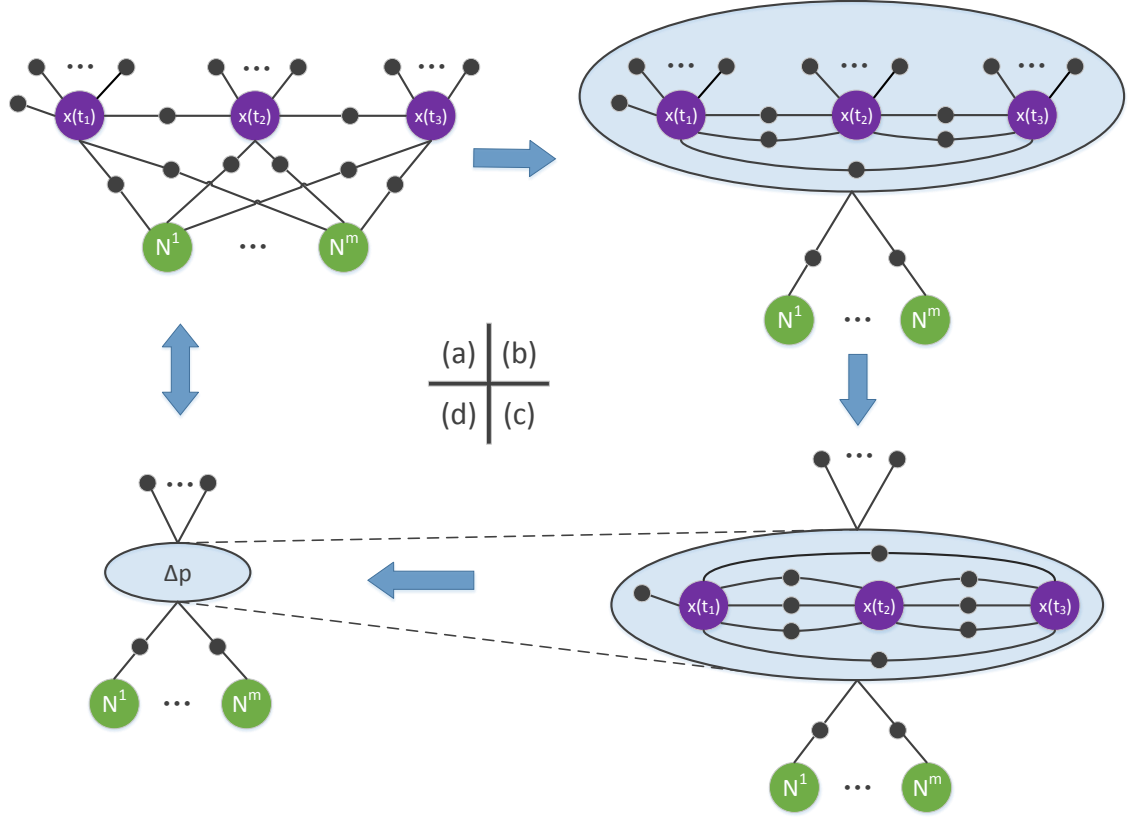 ... ... ... ... ... ...
x(t₁) x(t₂) x(t₃) x(t₁) x(t₂) x(t₃)
N¹ ... Nᵐ
N¹ ... Nᵐ
(a) (b)
(d) (c)
...
...
Δp
x(t₁) x(t₂) x(t₃)
N¹ ... Nᵐ
N¹ ... Nᵐ